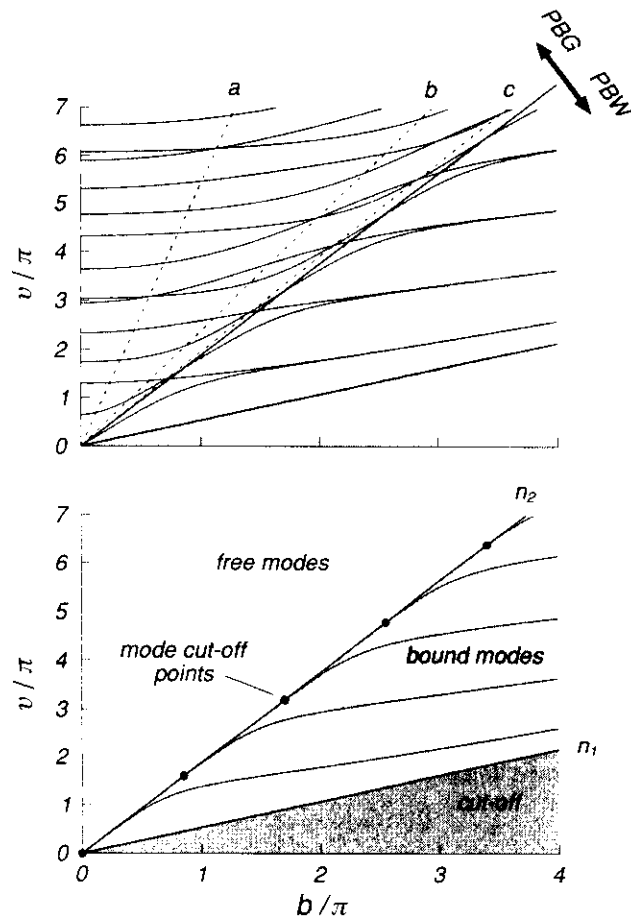 PBG
PBW
a b c
7
6
5
4
3
2
1
0
υ / π
0 1 2 3 4
n₂
7
6
5
4
3
2
1
0
υ / π
free modes
mode cut-off
points
bound modes
n₁
cut-off
0 1 2 3 4
b / π